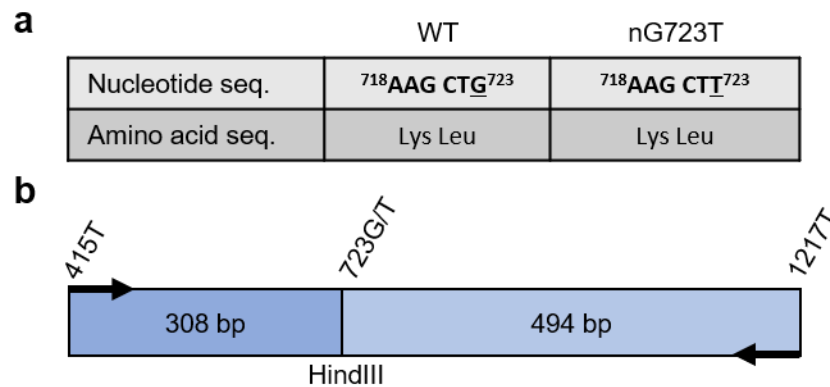 a
WT nG723T
Nucleotide seq. ⁷¹⁸AAG CTG⁷²³ ⁷¹⁸AAG CTT⁷²³
Amino acid seq. Lys Leu Lys Leu
b
415T 723G/T 1217T
308 bp 494 bp
HindIII